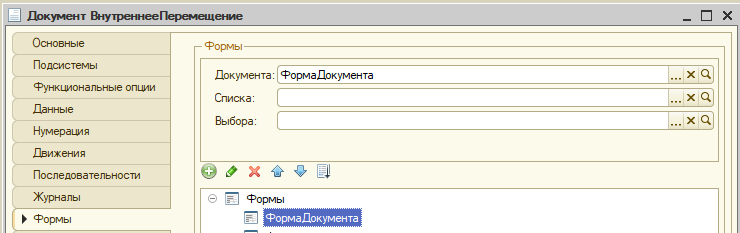 Документ ВнутреннееПеремещение
Основные
Подсистемы
Функциональные опции
Данные
Нумерация
Движения
Последовательности
Журналы
Формы
Формы
Документа: ФормаДокумента ...
Списка: ...
Выбора: ...
Формы
ФормаДокумента